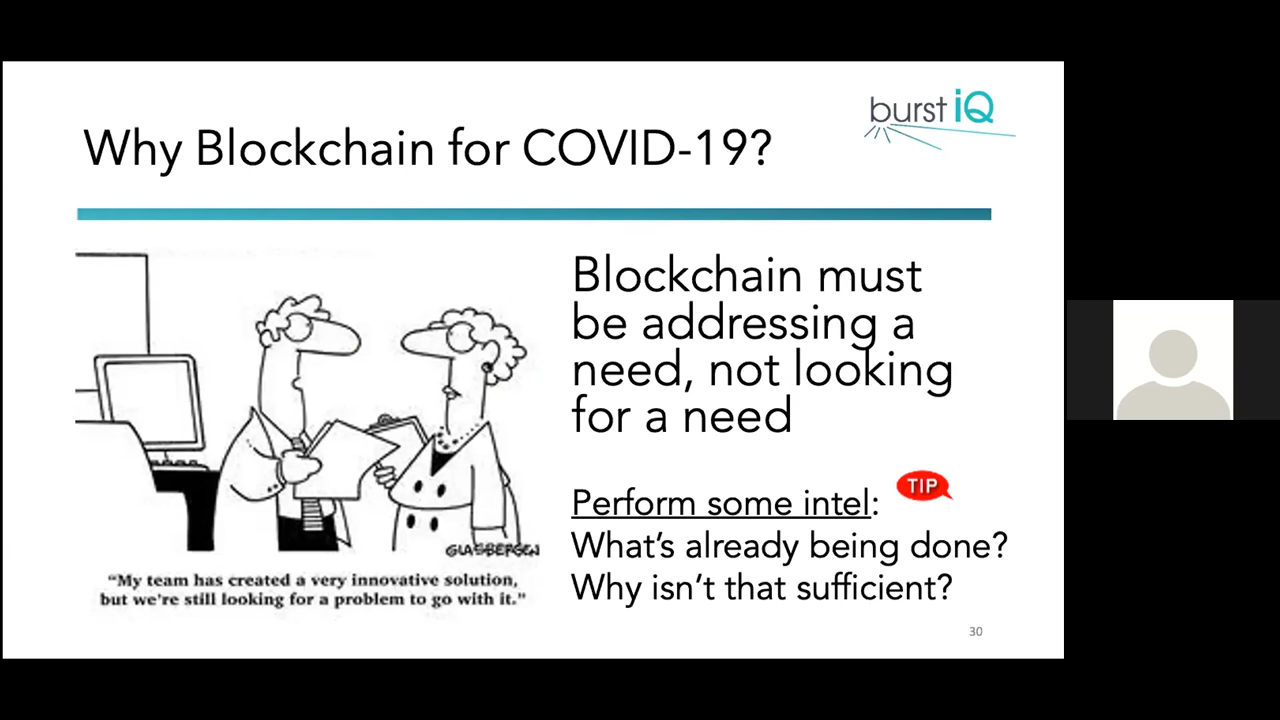 burst iQ
Why Blockchain for COVID-19?
Blockchain must
be addressing a
need, not looking
for a need
TIP
Perform some intel:
What's already being done?
Why isn't that sufficient?
GLASBERGEN
"My team has created a very innovative solution,
but we're still looking for a problem to go with it."
30